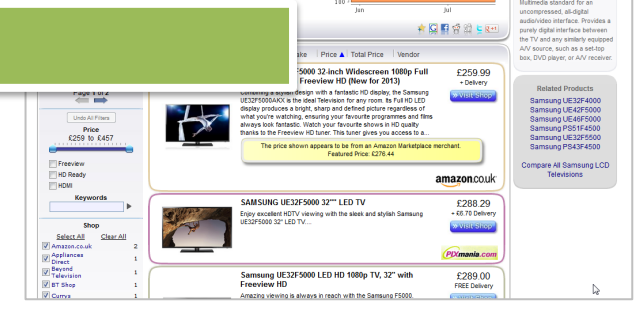 100
Jun Jul
Multimedia standard for an
uncompressed, all-digital
audio/video interface. Provides a
purely digital interface between
the TV and any similarly equipped
A/V source, such as a set-top
box, DVD player, or A/V receiver.
Price ▲ Total Price Vendor
32-inch Widescreen 1080p Full
Freeview HD (New for 2013)
£259.99
+ Delivery
Visit Shop
design with a fantastic HD display, the Samsung
UE32F5000AKXX is the ideal Television for any room. Its Full HD LED
display produces a bright, sharp and defined picture regardless of
what you're watching, ensuring your favourite programmes and films
always look fantastic. Watch your favourite shows in HD quality
thanks to the Freeview HD tuner. This tuner gives you access to a...
The price shown appears to be from an Amazon Marketplace merchant.
Featured Price: £276.44
amazon.co.uk
Page 1 of 2
Undo All Filters
Price
£259 to £457
Freeview
HD Ready
HDMI
Keywords
Shop
Select All Clear All
Amazon.co.uk 2
Appliances
Direct 1
Beyond
Television 1
BT Shop 1
Currys 1
SAMSUNG UE32F5000 32"" LED TV
Enjoy excellent HDTV viewing with the sleek and stylish Samsung
UE32F5000 32" LED TV....
£288.29
+ £6.70 Delivery
Visit Shop
PIXmania.com
Samsung UE32F5000 LED HD 1080p TV, 32" with
Freeview HD
Amazing viewing is always in reach with the Samsung F5000.
£289.00
FREE Delivery
Related Products
Samsung UE32F4000
Samsung UE42F5000
Samsung UE46F5000
Samsung PS51F4500
Samsung UE32F5500
Samsung PS43F4500
Compare All Samsung LCD
Televisions